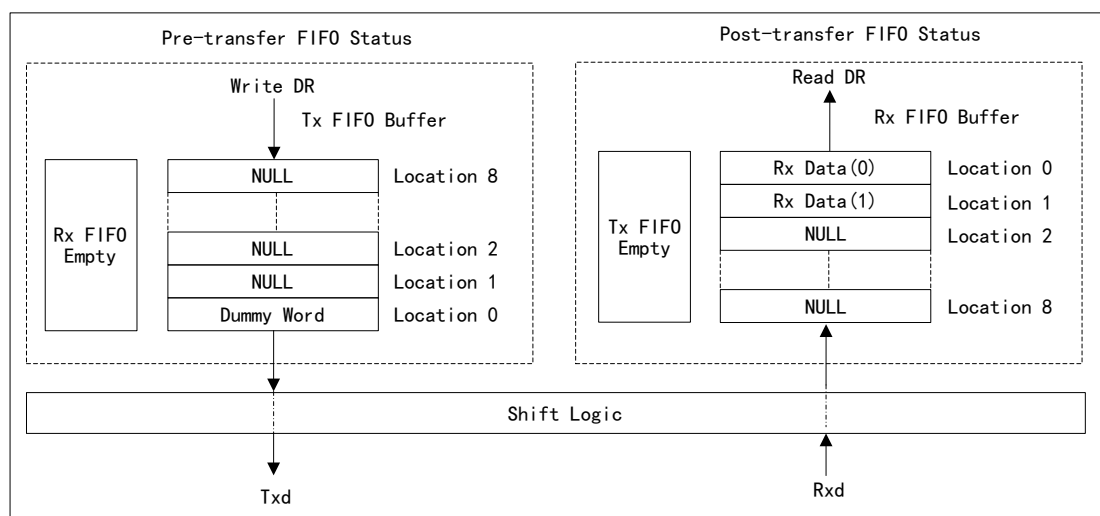 Pre-transfer FIFO Status
Post-transfer FIFO Status
Write DR
Tx FIFO Buffer
Read DR
Rx FIFO Buffer
Rx FIFO
Empty
NULL
Location 8
NULL
Location 2
NULL
Location 1
Dummy Word
Location 0
Tx FIFO
Empty
Rx Data(0)
Location 0
Rx Data(1)
Location 1
NULL
Location 2
NULL
Location 8
Shift Logic
Txd
Rxd